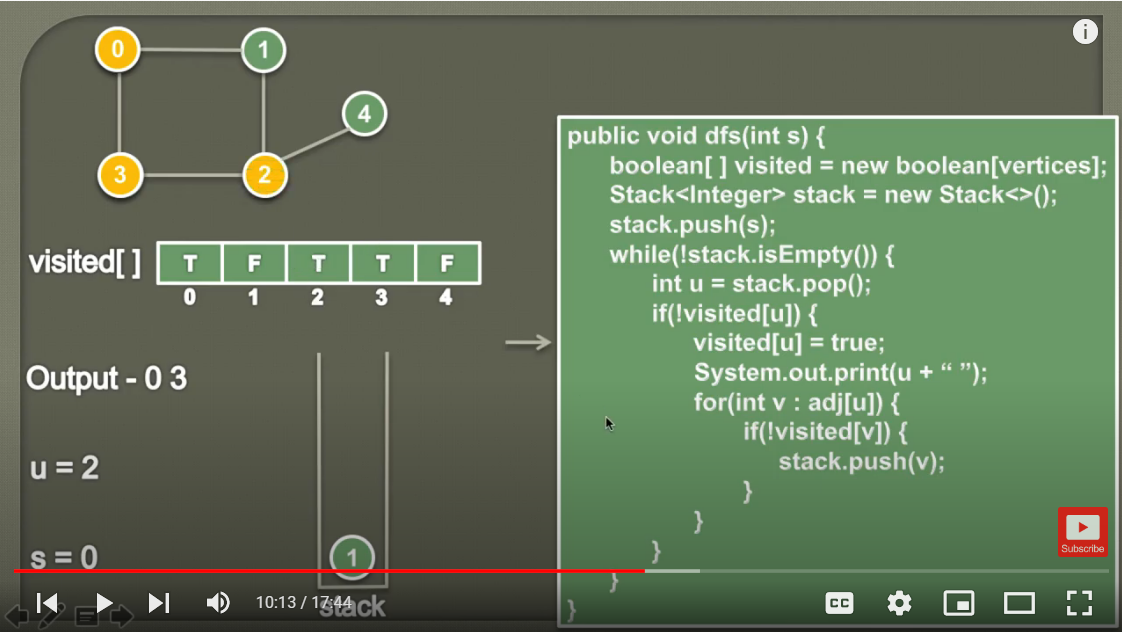 0
1
4
3
2
visited[ ]
T F T T F
0 1 2 3 4
Output - 0 3
u = 2
s = 0
1
stack
public void dfs(int s) {
boolean[ ] visited = new boolean[vertices];
Stack<Integer> stack = new Stack<>();
stack.push(s);
while(!stack.isEmpty()) {
int u = stack.pop();
if(!visited[u]) {
visited[u] = true;
System.out.print(u + “ ”);
for(int v : adj[u]) {
if(!visited[v]) {
stack.push(v);
}
}
}
}
}
i
Subscribe
10:13 / 17:44
CC